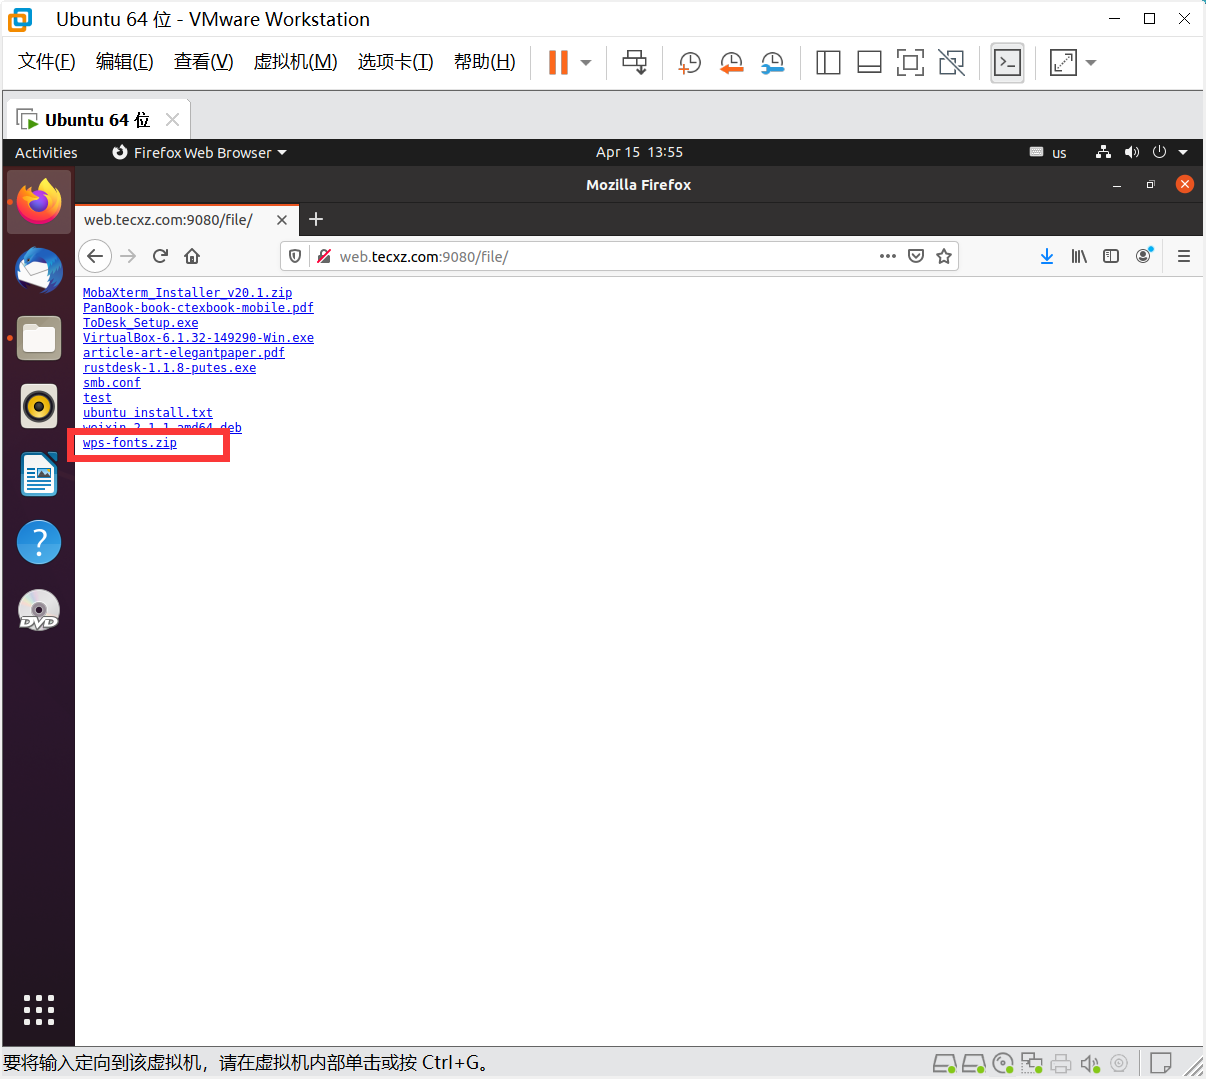 Ubuntu 64 位 - VMware Workstation
文件(F) 编辑(E) 查看(V) 虚拟机(M) 选项卡(T) 帮助(H)
Ubuntu 64 位
Activities Firefox Web Browser Apr 15 13:55 us
Mozilla Firefox
web.tecxz.com:9080/file/
web.tecxz.com:9080/file/
MobaXterm_Installer_v20.1.zip
PanBook-book-ctexbook-mobile.pdf
ToDesk_Setup.exe
VirtualBox-6.1.32-149290-Win.exe
article-art-elegantpaper.pdf
rustdesk-1.1.8-putes.exe
smb.conf
test
ubuntu install.txt
weixin_2.1.1_amd64.deb
wps-fonts.zip
DVD
要将输入定向到该虚拟机，请在虚拟机内部单击或按 Ctrl+G。